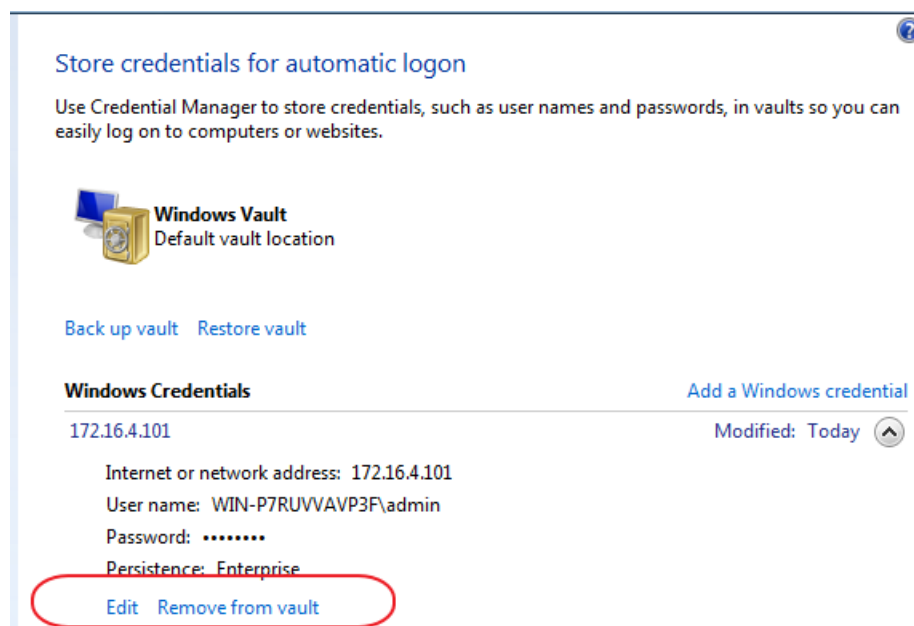 Store credentials for automatic logon
Use Credential Manager to store credentials, such as user names and passwords, in vaults so you can
easily log on to computers or websites.
Windows Vault
Default vault location
Back up vault Restore vault
Windows Credentials Add a Windows credential
172.16.4.101 Modified: Today
Internet or network address: 172.16.4.101
User name: WIN-P7RUVVAVP3F\admin
Password: ••••••••
Persistence: Enterprise
Edit Remove from vault